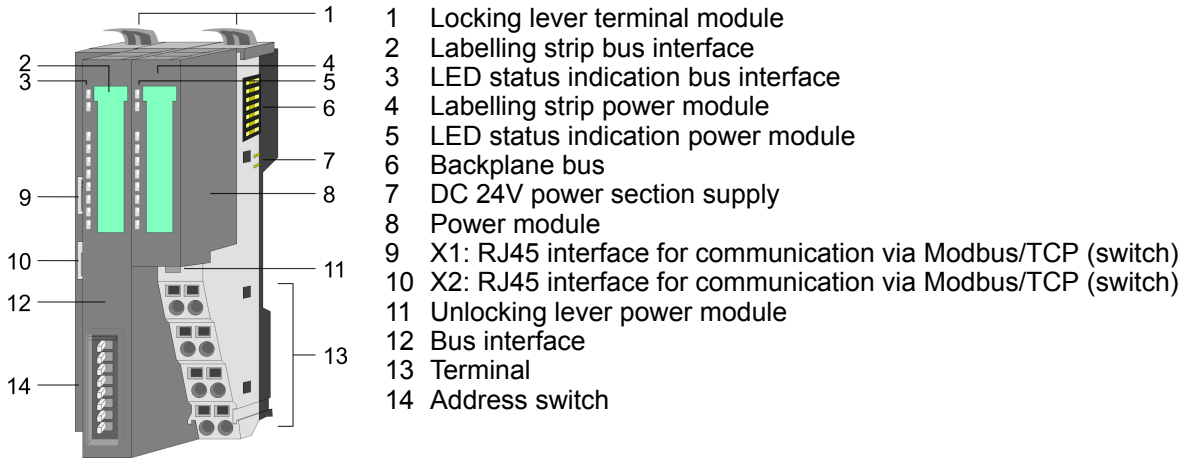 1
2
3
4
5
6
7
8
9
10
11
12
13
14
1 Locking lever terminal module
2 Labelling strip bus interface
3 LED status indication bus interface
4 Labelling strip power module
5 LED status indication power module
6 Backplane bus
7 DC 24V power section supply
8 Power module
9 X1: RJ45 interface for communication via Modbus/TCP (switch)
10 X2: RJ45 interface for communication via Modbus/TCP (switch)
11 Unlocking lever power module
12 Bus interface
13 Terminal
14 Address switch